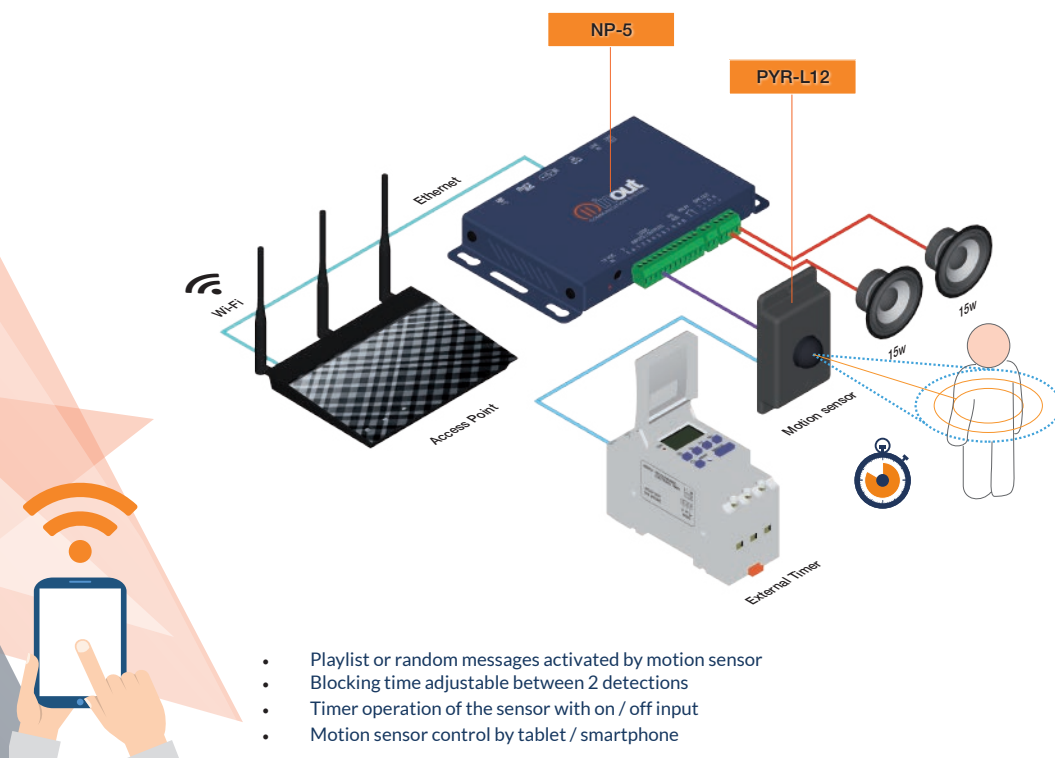 NP-5
PYR-L12
Ethernet
Wi-Fi
inout
Access Point
Motion sensor
15w
15w
External Timer
• Playlist or random messages activated by motion sensor
• Blocking time adjustable between 2 detections
• Timer operation of the sensor with on / off input
• Motion sensor control by tablet / smartphone